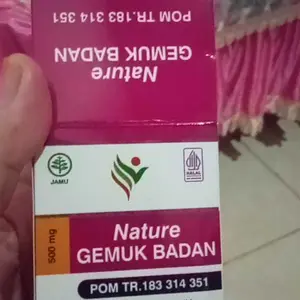 POM TR.183 314 351
GEMUK BADAN
Nature
JAMU
HALAL
500 mg
Nature
GEMUK BADAN
POM TR.183 314 351